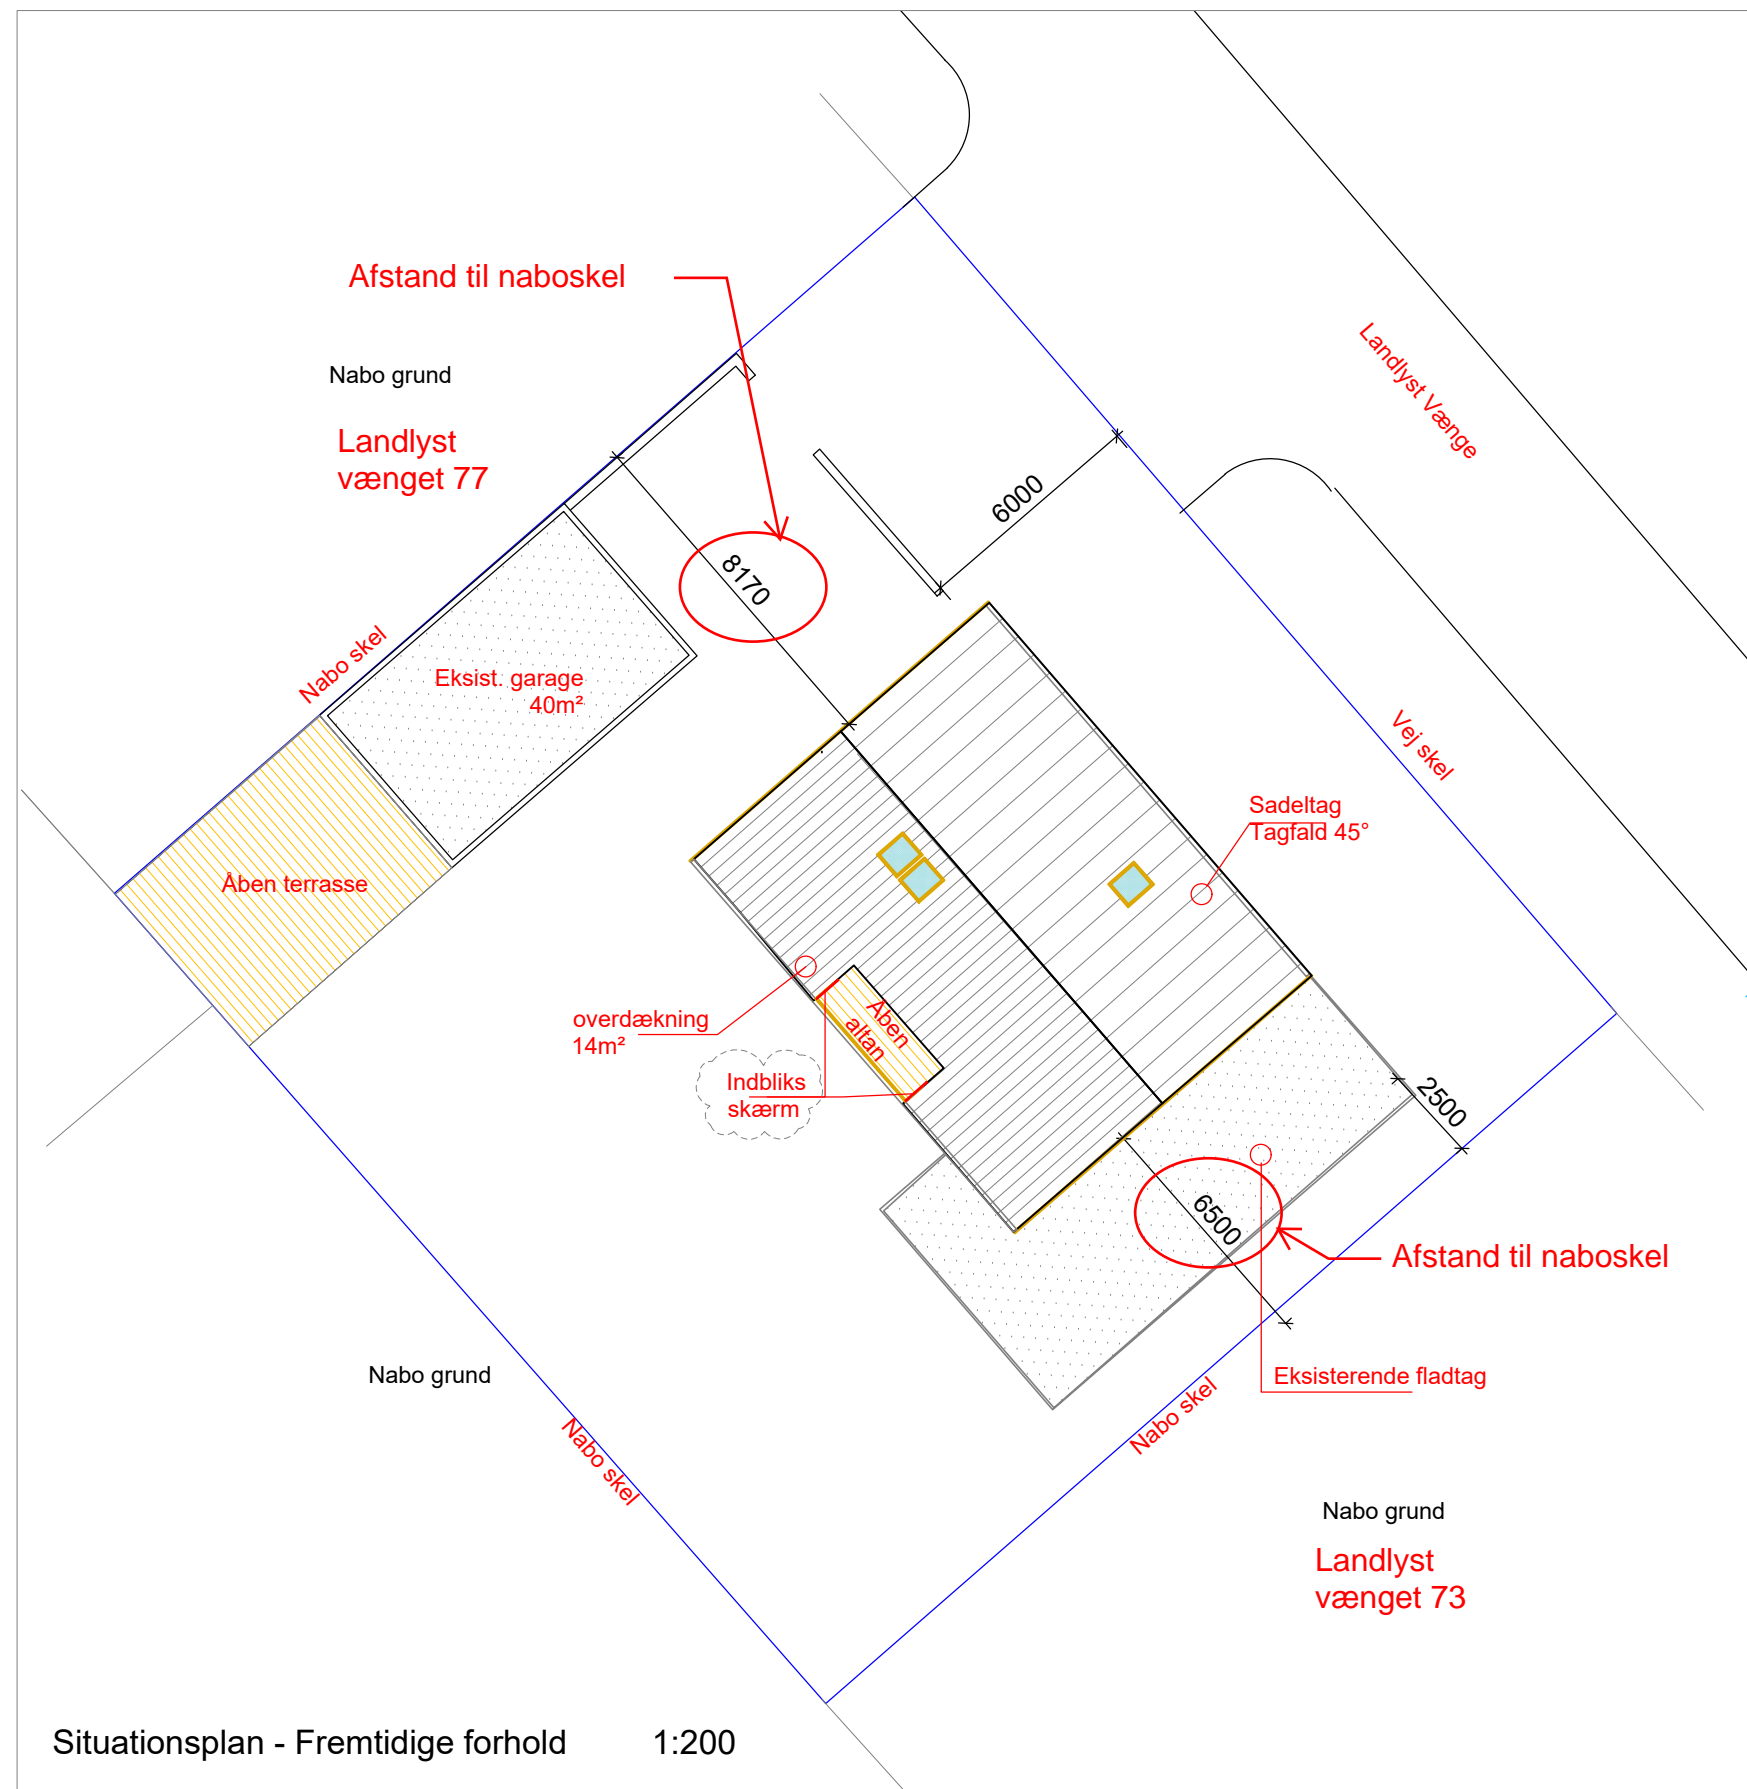 Afstand til naboskel
Nabo grund
Landlyst
vænget 77
Landlyst Vænge
6000
8170
Nabo skel
Eksist. garage
40m²
Vej skel
Sadeltag
Tagfald 45°
Åben terrasse
overdækning
14m²
Åben
altan
Indbliks
skærm
2500
6500
Afstand til naboskel
Eksisterende fladtag
Nabo grund
Nabo skel
Nabo skel
Nabo grund
Landlyst
vænget 73
Situationsplan - Fremtidige forhold 1:200